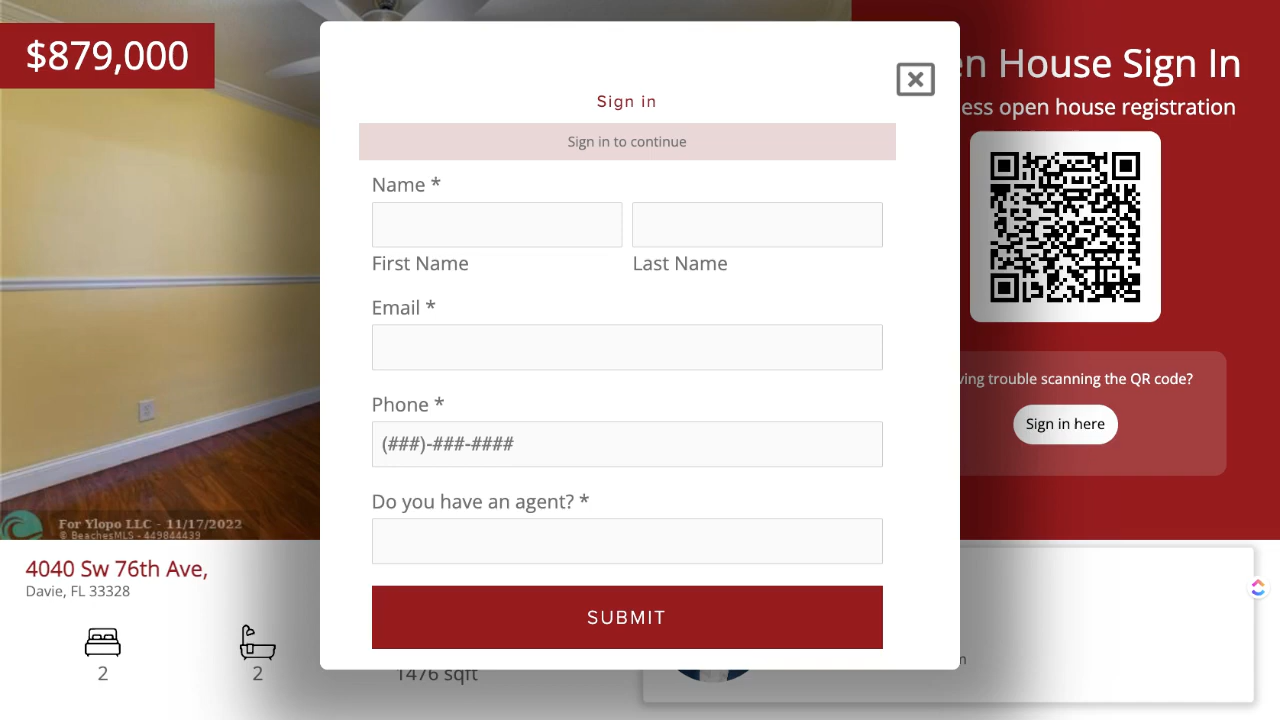 $879,000
en House Sign In
ess open house registration
Sign in
Sign in to continue
Name *
First Name
Last Name
Email *
Phone *
(###)-###-####
Do you have an agent? *
SUBMIT
ving trouble scanning the QR code?
Sign in here
For Ylopo LLC - 11/17/2022
© BeachesMLS - 449844439
4040 Sw 76th Ave,
Davie, FL 33328
2
2
1476 sqft
m